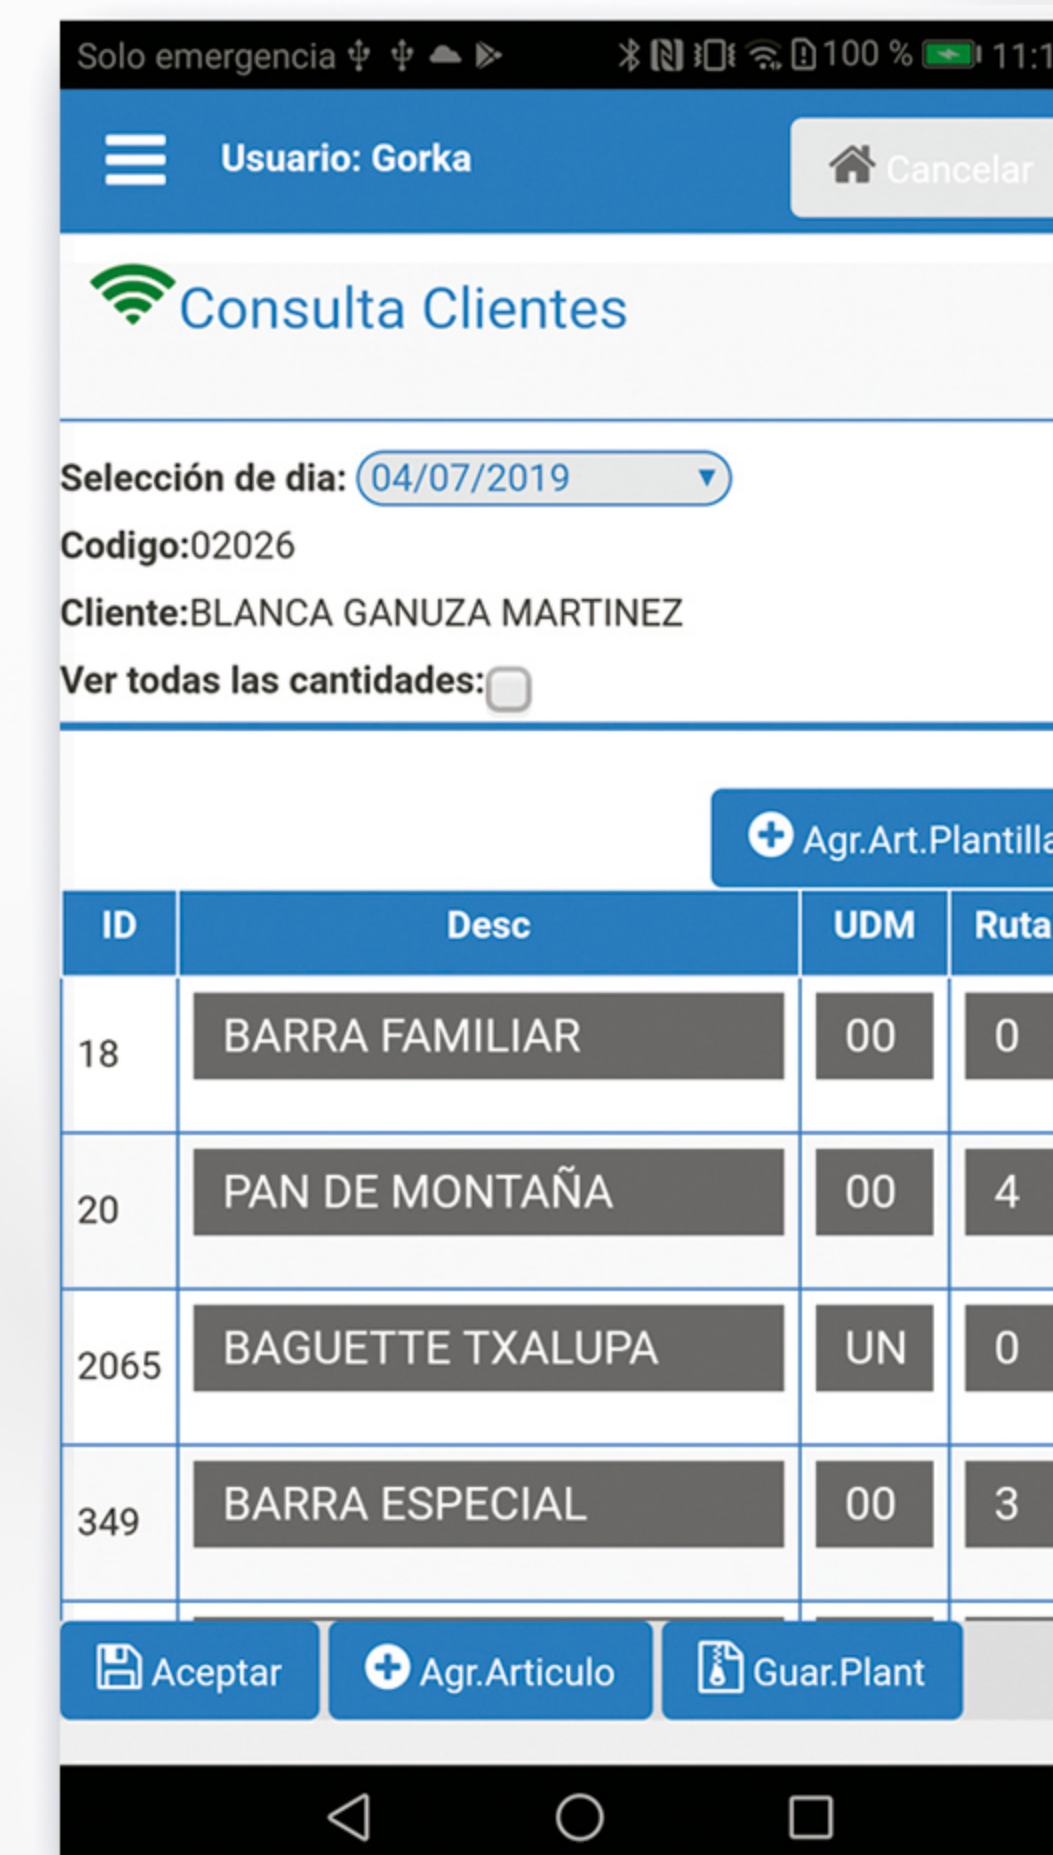 Solo emergencia 100 % 11:1
Usuario: Gorka
Cancelar
Consulta Clientes
Selección de dia: 04/07/2019
Codigo:02026
Cliente:BLANCA GANUZA MARTINEZ
Ver todas las cantidades:
Agr.Art.Plantilla
ID Desc UDM Ruta
18 BARRA FAMILIAR 00 0
20 PAN DE MONTAÑA 00 4
2065 BAGUETTE TXALUPA UN 0
349 BARRA ESPECIAL 00 3
Aceptar Agr.Articulo Guar.Plant